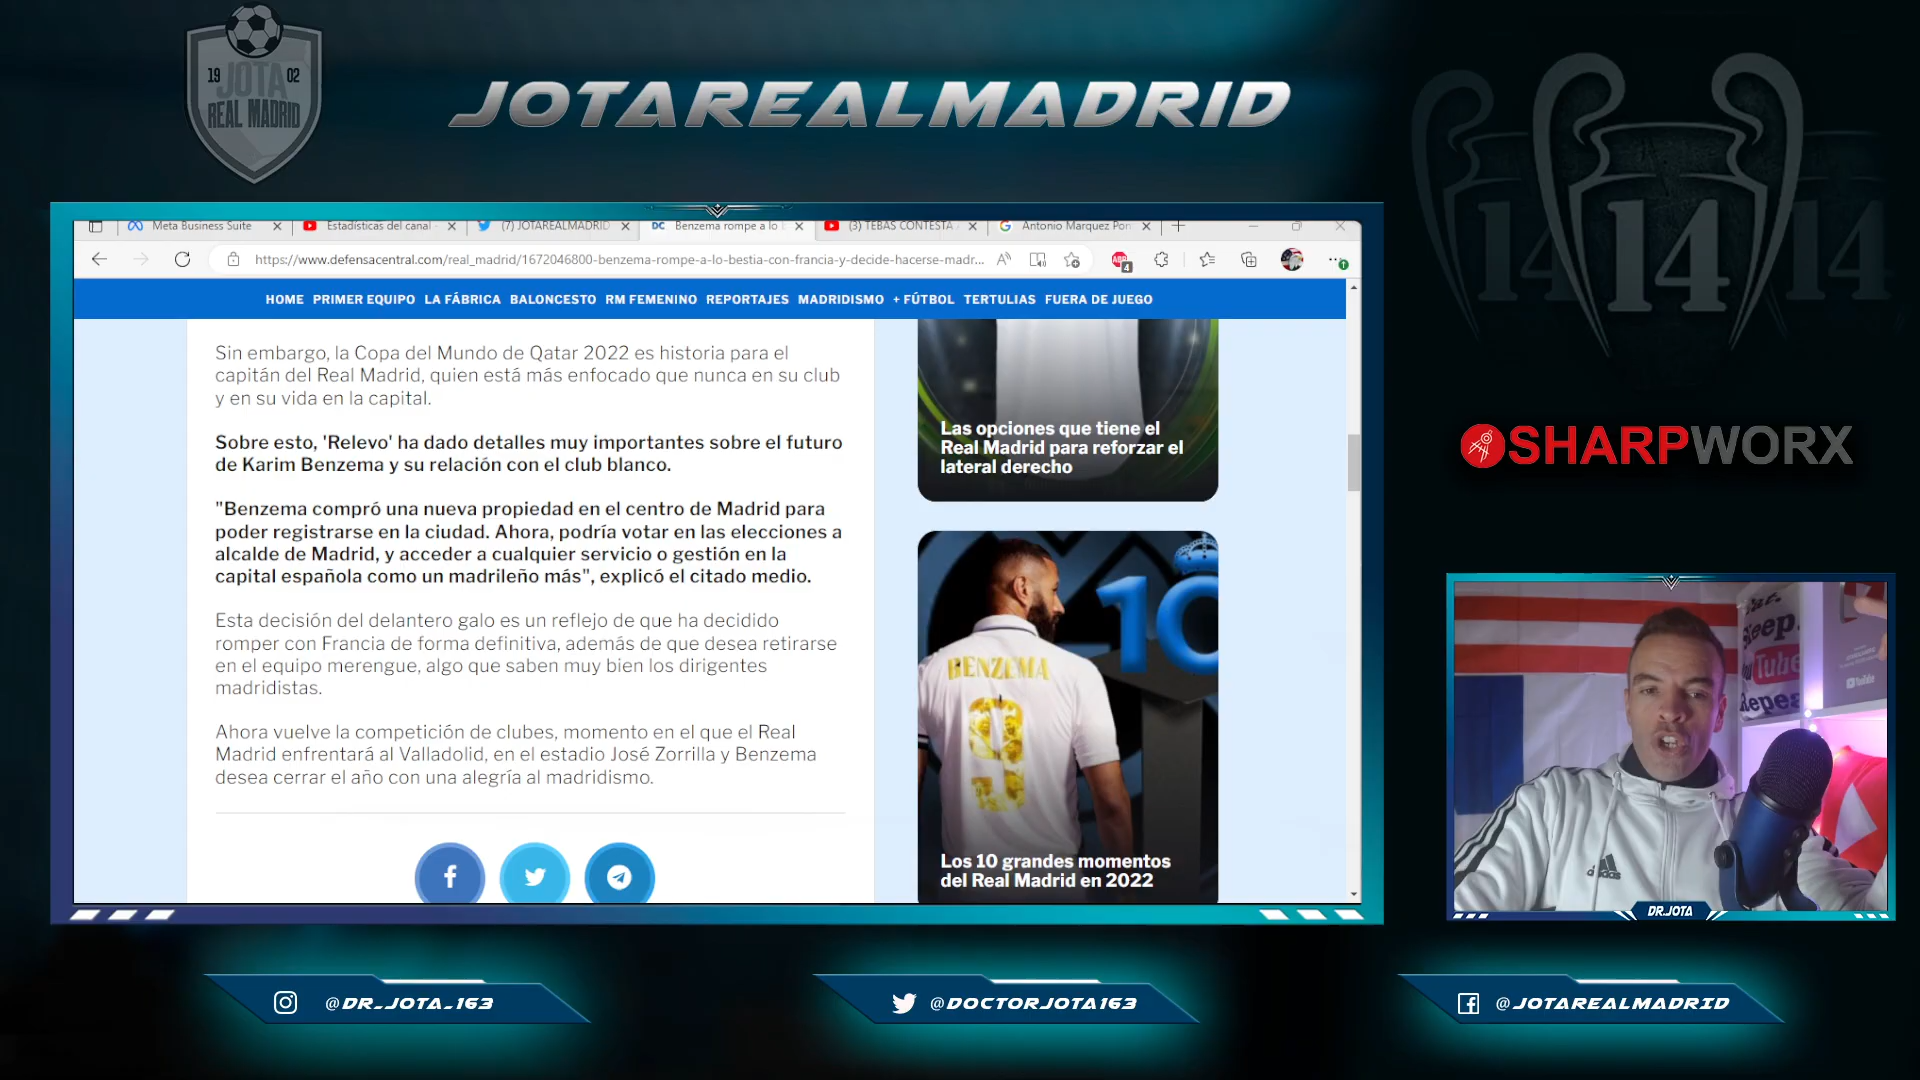 19 02
JOTA
REAL MADRID
JOTAREALMADRID
14 14 14
Meta Business Suite
Estadísticas del canal -
(7) JOTAREALMADRID
DC Benzema rompe a lo b
(3) TEBAS CONTESTA
Antonio Marquez Pon
https://www.defensacentral.com/real_madrid/1672046800-benzema-rompe-a-lo-bestia-con-francia-y-decide-hacerse-madr...
4
HOME PRIMER EQUIPO LA FÁBRICA BALONCESTO RM FEMENINO REPORTAJES MADRIDISMO + FÚTBOL TERTULIAS FUERA DE JUEGO
Sin embargo, la Copa del Mundo de Qatar 2022 es historia para el
capitán del Real Madrid, quien está más enfocado que nunca en su club
y en su vida en la capital.
Sobre esto, 'Relevo' ha dado detalles muy importantes sobre el futuro
de Karim Benzema y su relación con el club blanco.
"Benzema compró una nueva propiedad en el centro de Madrid para
poder registrarse en la ciudad. Ahora, podría votar en las elecciones a
alcalde de Madrid, y acceder a cualquier servicio o gestión en la
capital española como un madrileño más", explicó el citado medio.
Esta decisión del delantero galo es un reflejo de que ha decidido
romper con Francia de forma definitiva, además de que desea retirarse
en el equipo merengue, algo que saben muy bien los dirigentes
madridistas.
Ahora vuelve la competición de clubes, momento en el que el Real
Madrid enfrentará al Valladolid, en el estadio José Zorrilla y Benzema
desea cerrar el año con una alegría al madridismo.
Las opciones que tiene el
Real Madrid para reforzar el
lateral derecho
10
BENZEMA
9
Los 10 grandes momentos
del Real Madrid en 2022
SHARPWORX
Keep.
Tube
Repeat
YouTube
adidas
DR.JOTA
@DR_JOTA_163
@DOCTORJOTA163
@JOTAREALMADRID